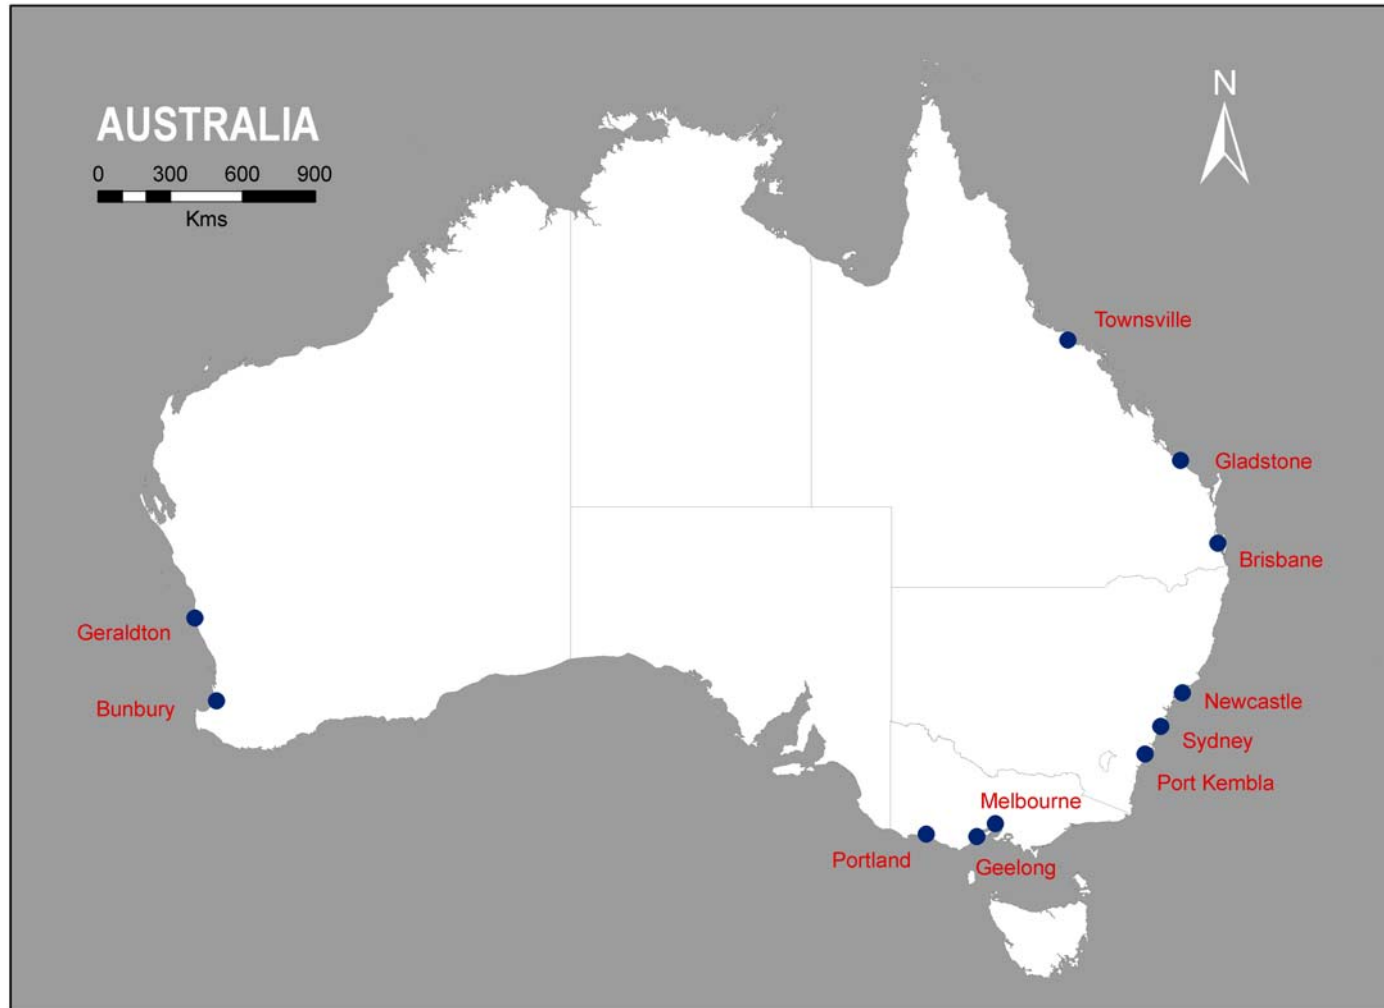 N
AUSTRALIA
0 300 600 900
Kms
Townsville
Gladstone
Brisbane
Geraldton
Bunbury
Newcastle
Sydney
Port Kembla
Melbourne
Portland
Geelong